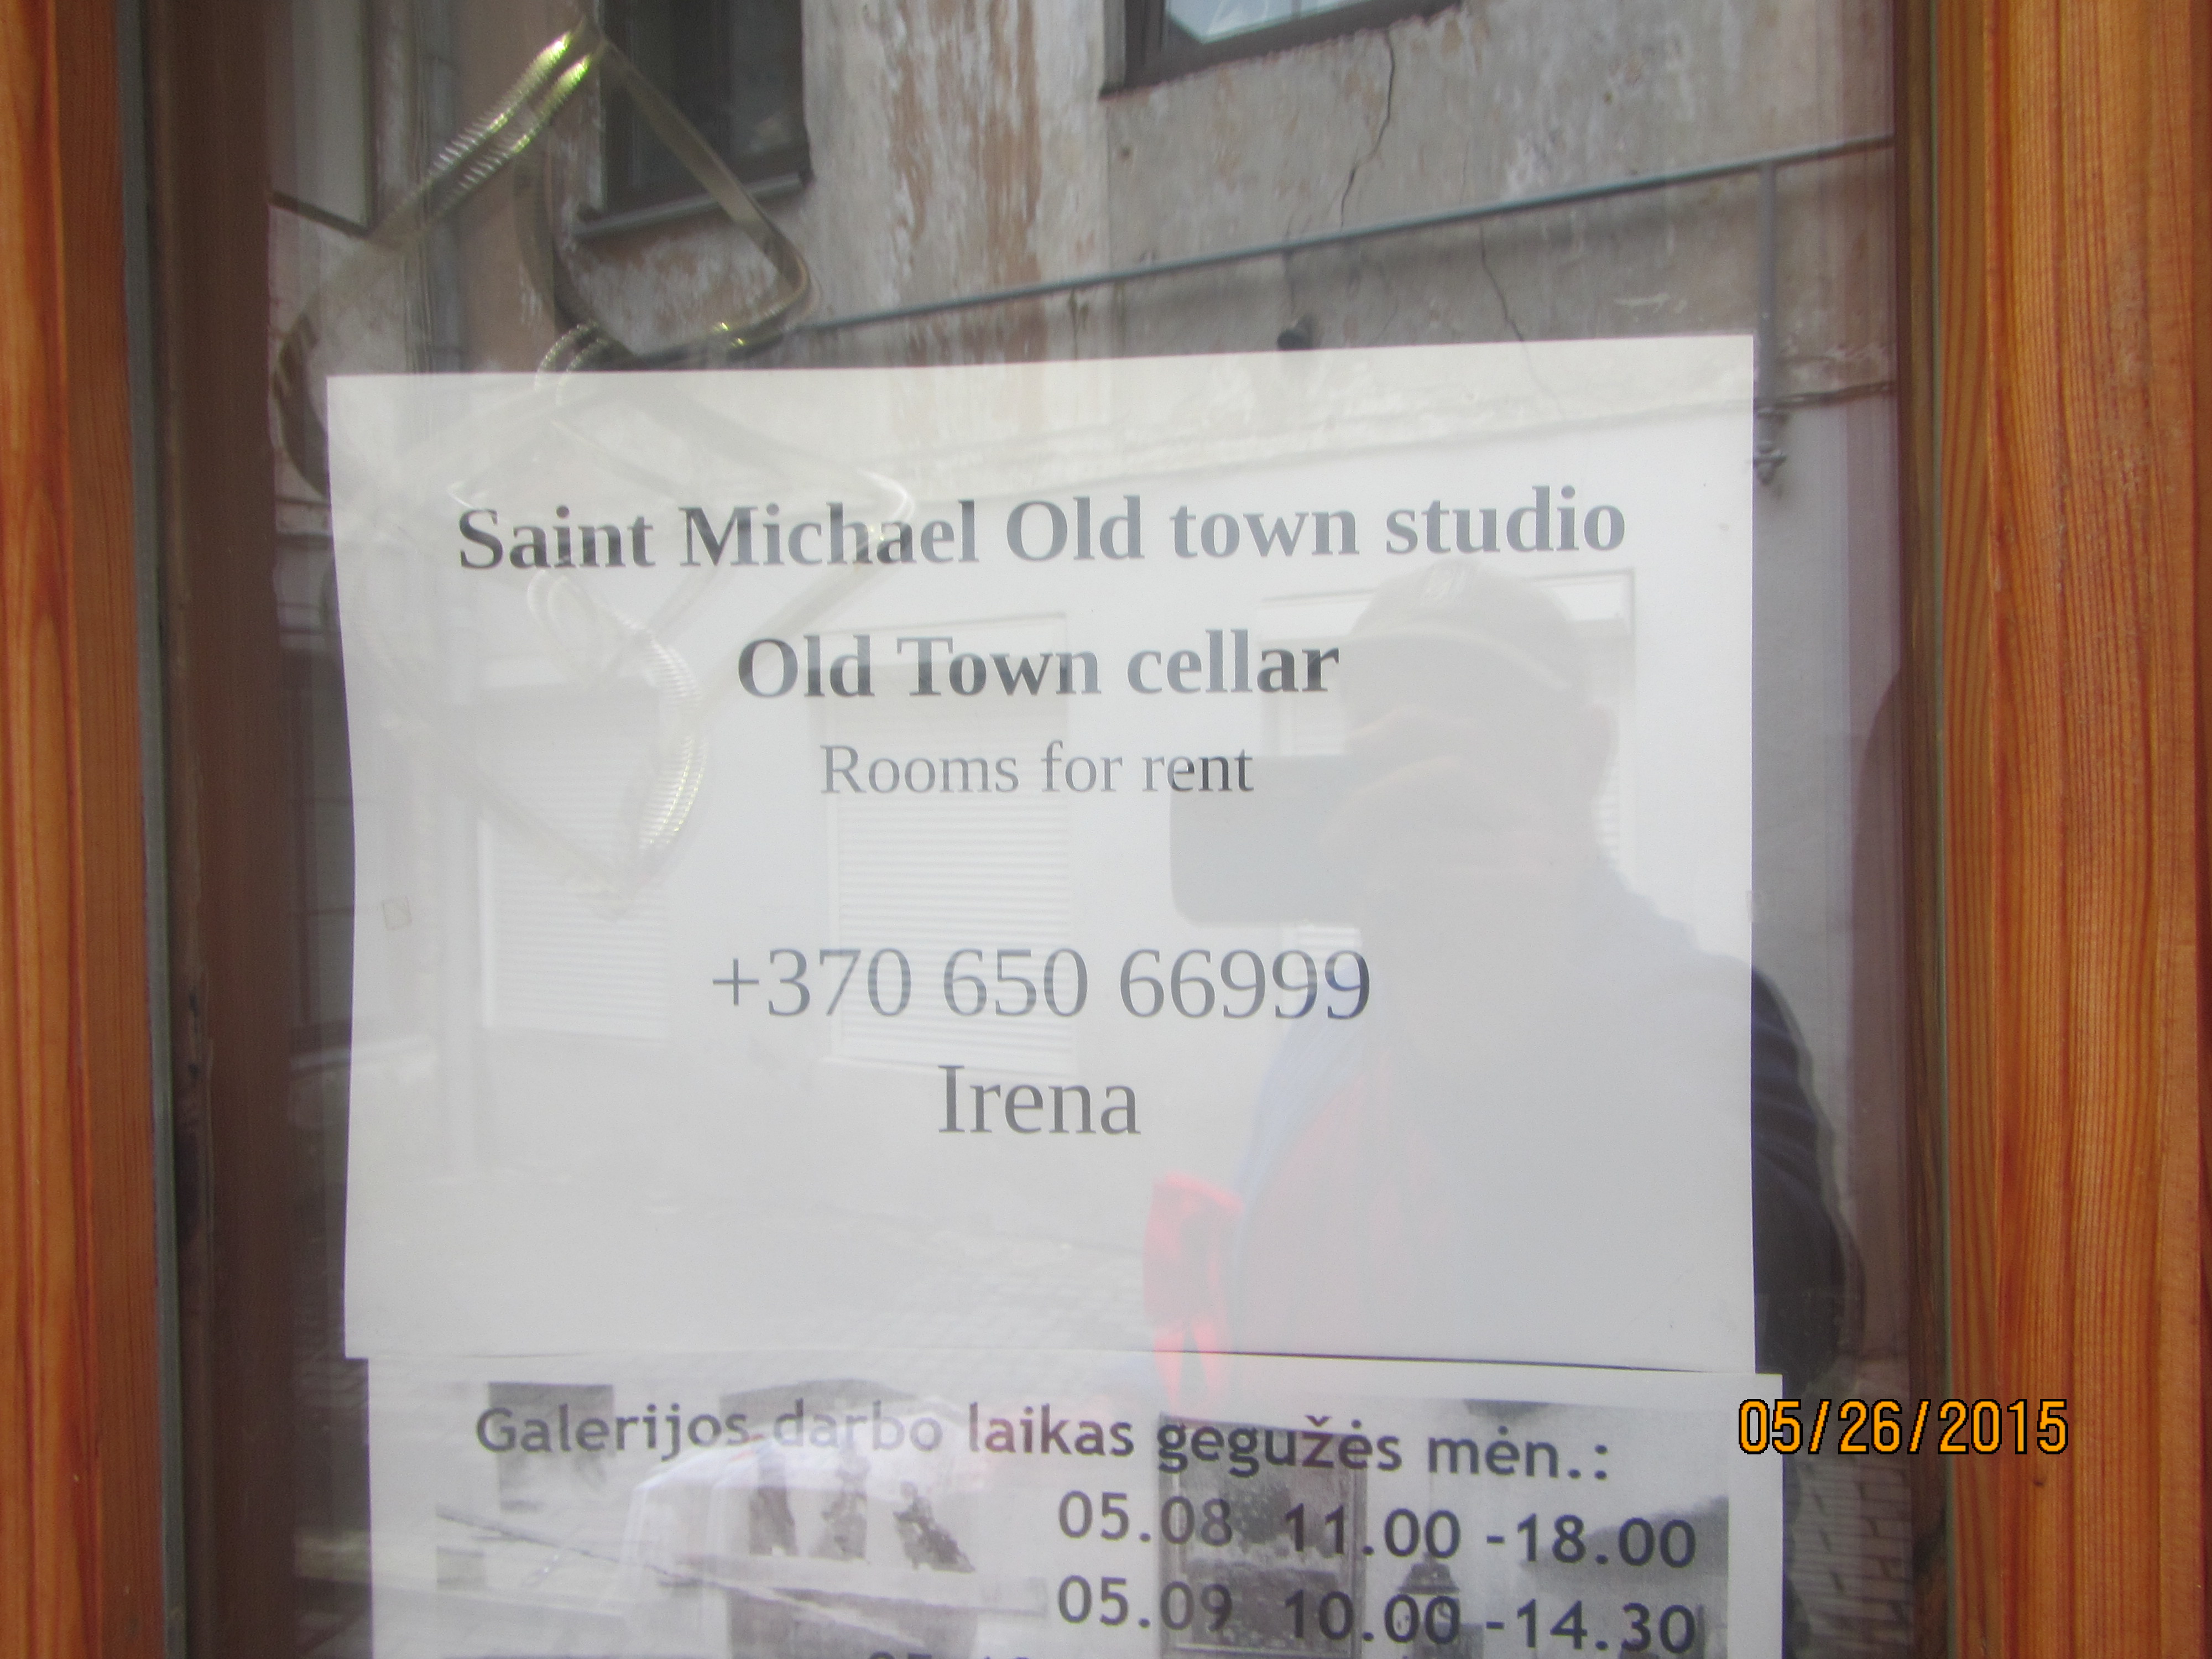 Saint Michael Old town studio
Old Town cellar
Rooms for rent
+370 650 66999
Irena
Galerijos darbo laikas gegužės mėn.:
05.08 11.00 -18.00
05.09 10.00 -14.30
05/26/2015